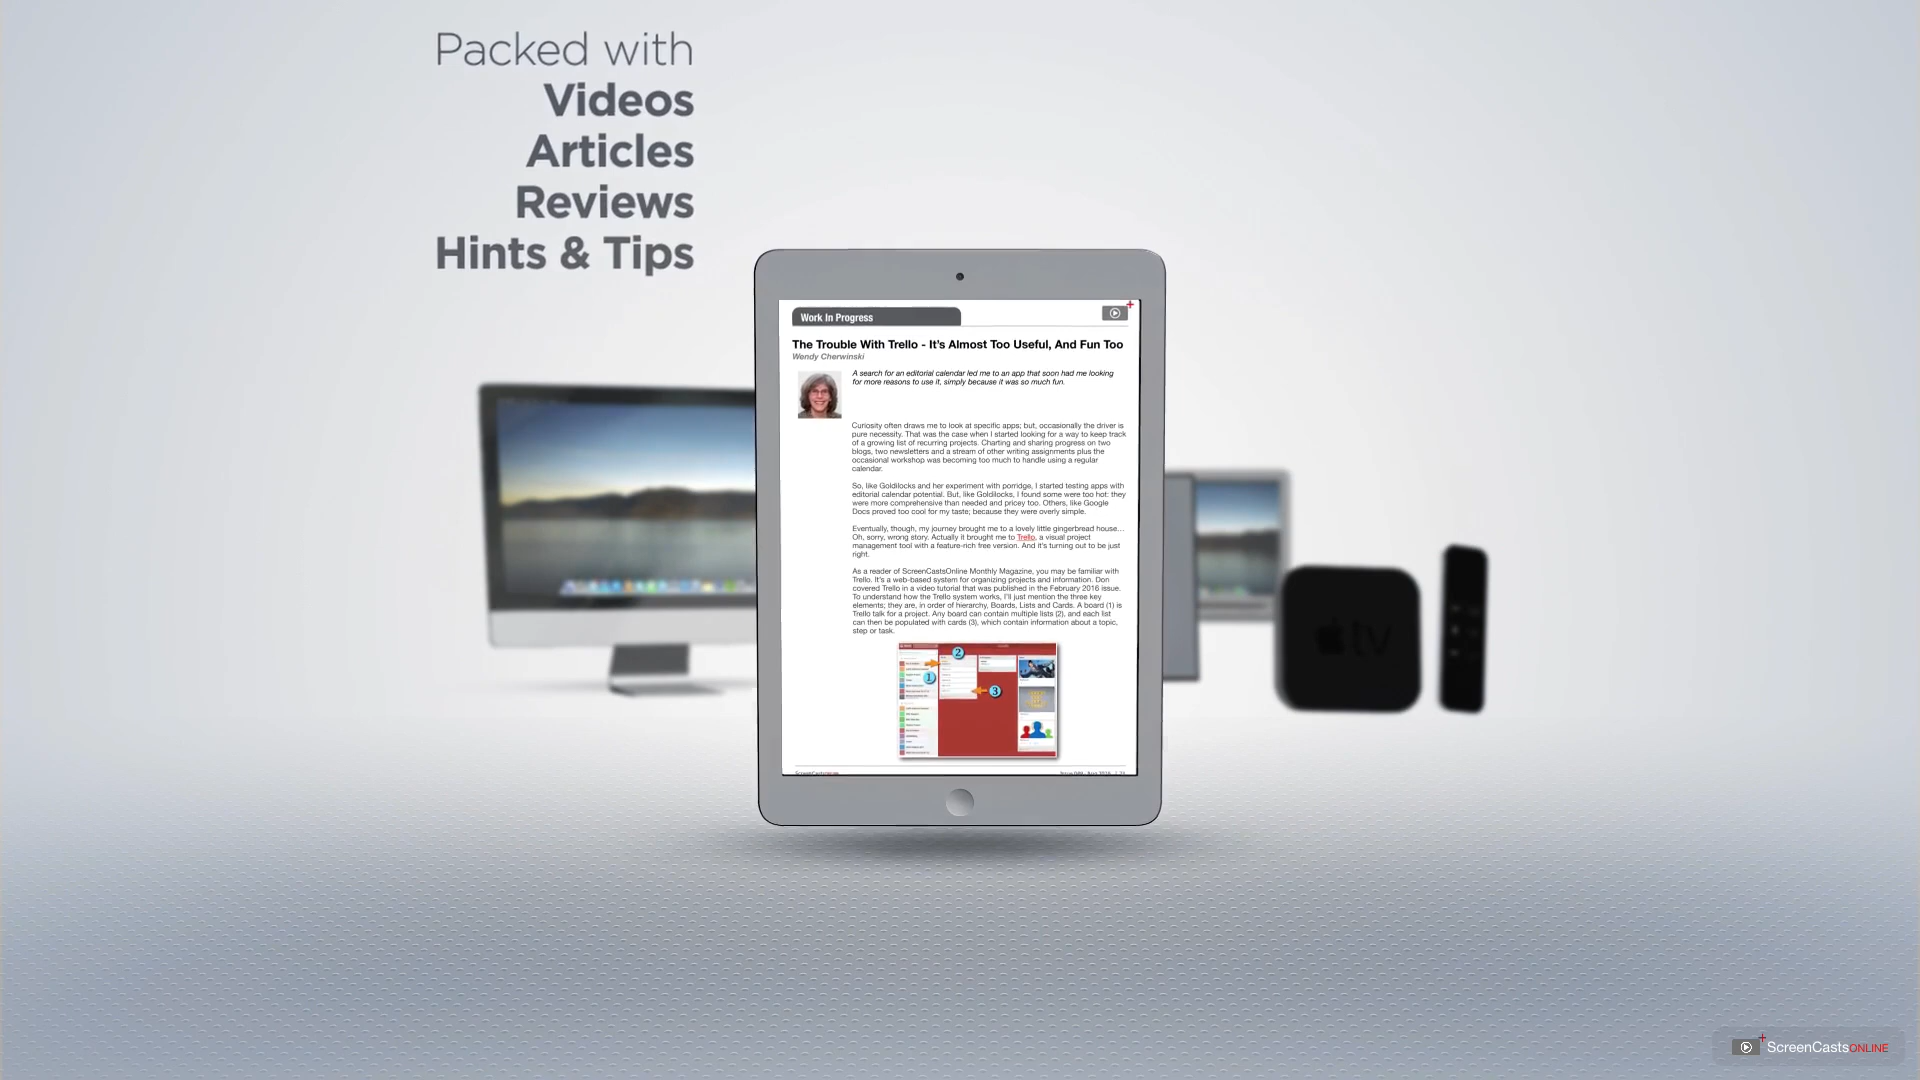 Packed with
Videos
Articles
Reviews
Hints & Tips
Work In Progress
The Trouble With Trello - It's Almost Too Useful, And Fun Too
Wendy Cherwinski
A search for an editorial calendar led me to an app that soon had me looking
for more reasons to use it, simply because it was so much fun.
Curiosity often draws me to look at specific apps; but, occasionally the driver is
pure necessity. That was the case when I started looking for a way to keep track
of a growing list of recurring projects. Charting and sharing progress on two
blogs, two newsletters and a stream of other writing assignments plus the
occasional workshop was becoming too much to handle using a regular
calendar.
So, like Goldilocks and her experiment with porridge, I started testing apps with
editorial calendar potential. But, like Goldilocks, I found some were too hot: they
were more comprehensive than needed and pricey too. Others, like Google
Docs proved too cool for my taste; because they were overly simple.
Eventually, though, my journey brought me to a lovely little gingerbread house…
Oh, sorry, wrong story. Actually it brought me to Trello, a visual project
management tool with a feature-rich free version. And it's turning out to be just
right.
As a reader of ScreenCastsOnline Monthly Magazine, you may be familiar with
Trello. It's a web-based system for organizing projects and information. Don
covered Trello in a video tutorial that was published in the February 2016 issue.
To understand how the Trello system works, I'll just mention the three key
elements; they are, in order of hierarchy, Boards, Lists and Cards. A board (1) is
Trello talk for a project. Any board can contain multiple lists (2), and each list
can then be populated with cards (3), which contain information about a topic,
step or task.
2
1
3
tv
ScreenCastsONLINE